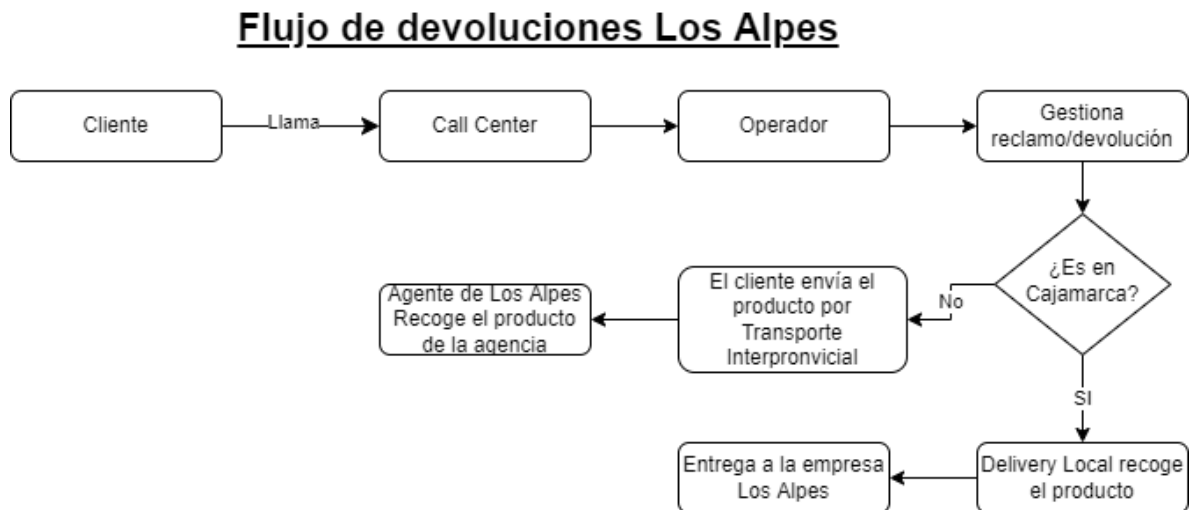 Flujo de devoluciones Los Alpes
Cliente
Llama
Call Center
Operador
Gestiona
reclamo/devolución
¿Es en
Cajamarca?
No
El cliente envía el
producto por
Transporte
Interpronvicial
Agente de Los Alpes
Recoge el producto
de la agencia
SI
Delivery Local recoge
el producto
Entrega a la empresa
Los Alpes